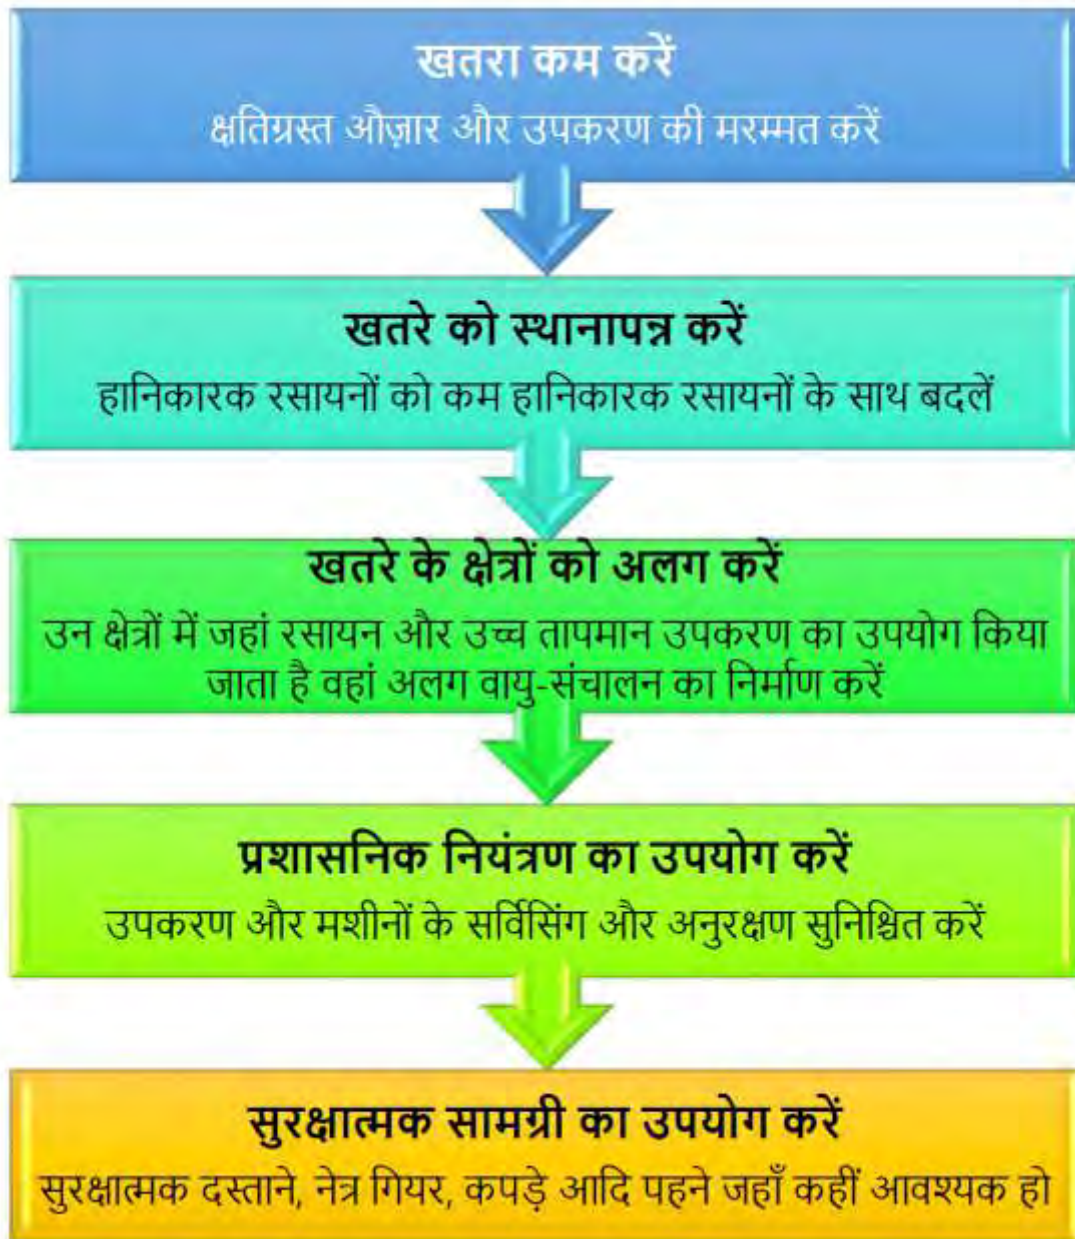 खतरा कम करें
क्षतिग्रस्त औज़ार और उपकरण की मरम्मत करें
खतरे को स्थानापन्न करें
हानिकारक रसायनों को कम हानिकारक रसायनों के साथ बदलें
खतरे के क्षेत्रों को अलग करें
उन क्षेत्रों में जहां रसायन और उच्च तापमान उपकरण का उपयोग किया
जाता है वहां अलग वायु-संचालन का निर्माण करें
प्रशासनिक नियंत्रण का उपयोग करें
उपकरण और मशीनों के सर्विसिंग और अनुरक्षण सुनिश्चित करें
सुरक्षात्मक सामग्री का उपयोग करें
सुरक्षात्मक दस्ताने, नेत्र गियर, कपड़े आदि पहने जहाँ कहीं आवश्यक हो